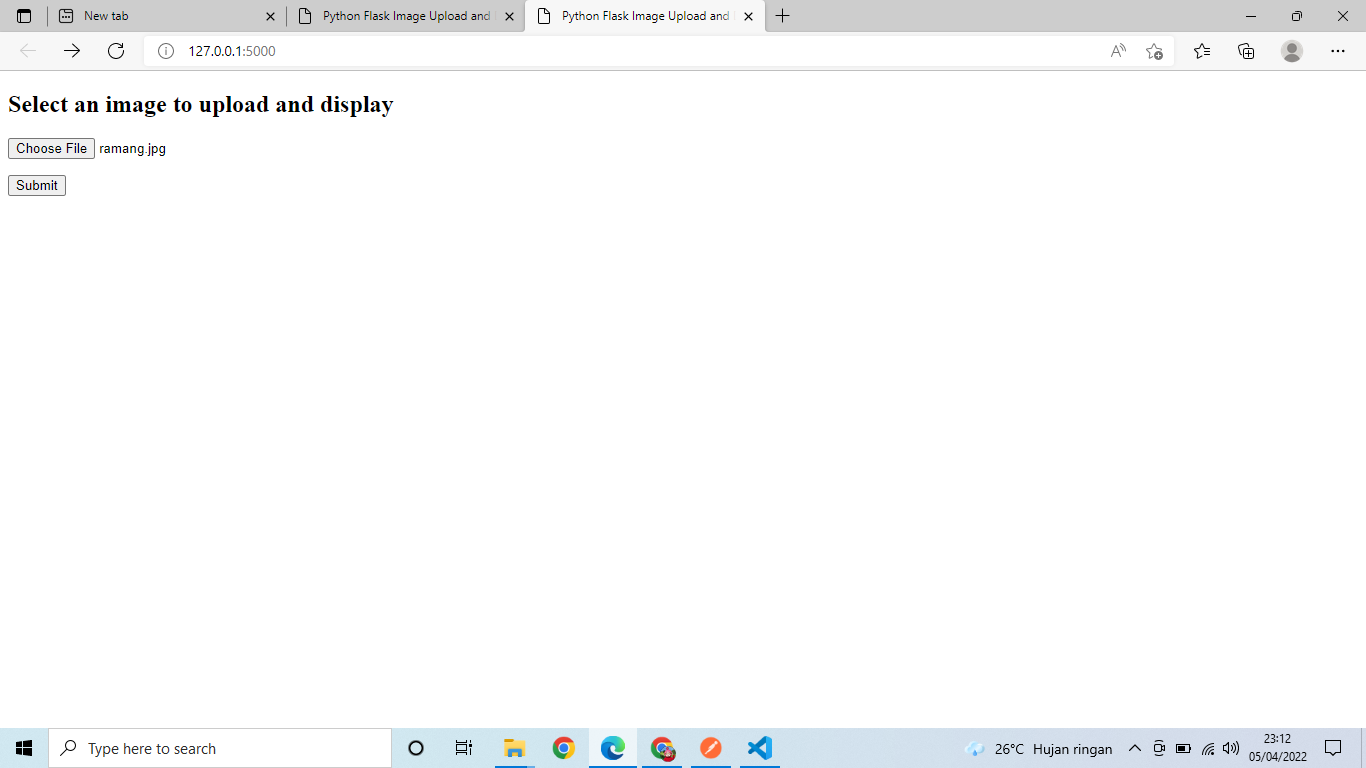 New tab
Python Flask Image Upload and
Python Flask Image Upload and
127.0.0.1:5000
Select an image to upload and display
Choose File ramang.jpg
Submit
Type here to search
26°C Hujan ringan
23:12
05/04/2022